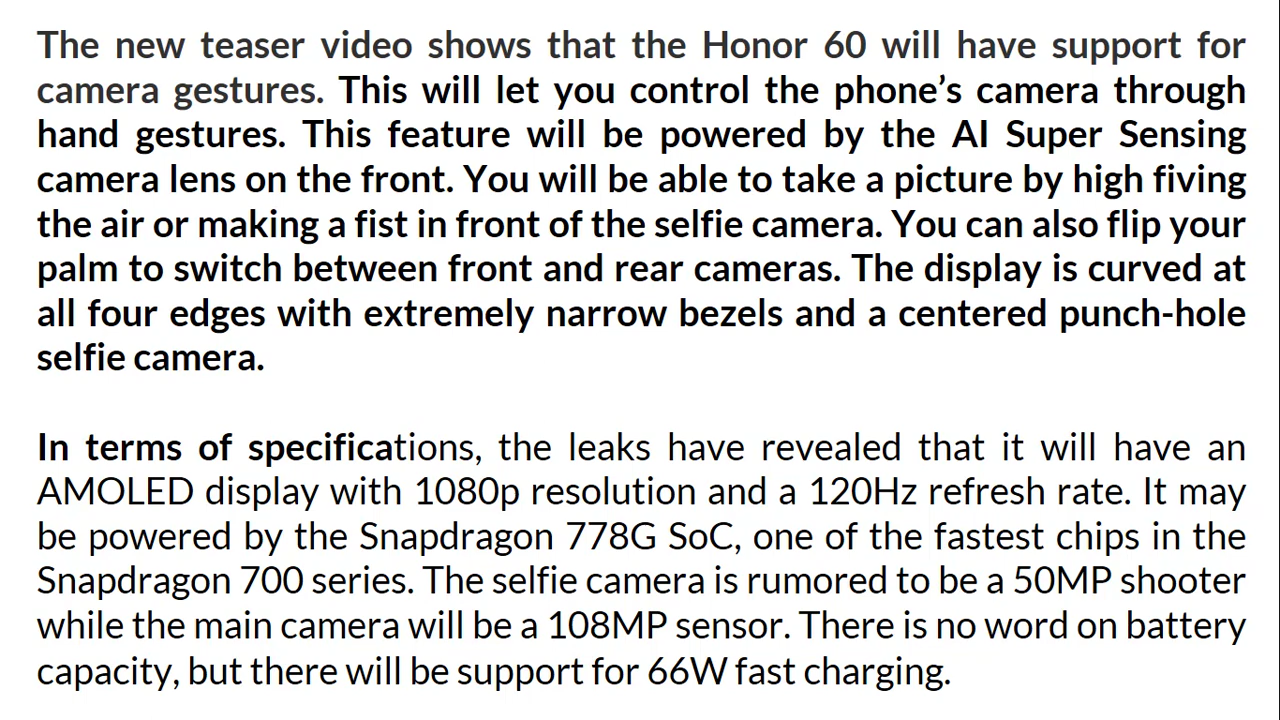 The new teaser video shows that the Honor 60 will have support for
camera gestures. This will let you control the phone’s camera through
hand gestures. This feature will be powered by the AI Super Sensing
camera lens on the front. You will be able to take a picture by high fiving
the air or making a fist in front of the selfie camera. You can also flip your
palm to switch between front and rear cameras. The display is curved at
all four edges with extremely narrow bezels and a centered punch-hole
selfie camera.
In terms of specifications, the leaks have revealed that it will have an
AMOLED display with 1080p resolution and a 120Hz refresh rate. It may
be powered by the Snapdragon 778G SoC, one of the fastest chips in the
Snapdragon 700 series. The selfie camera is rumored to be a 50MP shooter
while the main camera will be a 108MP sensor. There is no word on battery
capacity, but there will be support for 66W fast charging.